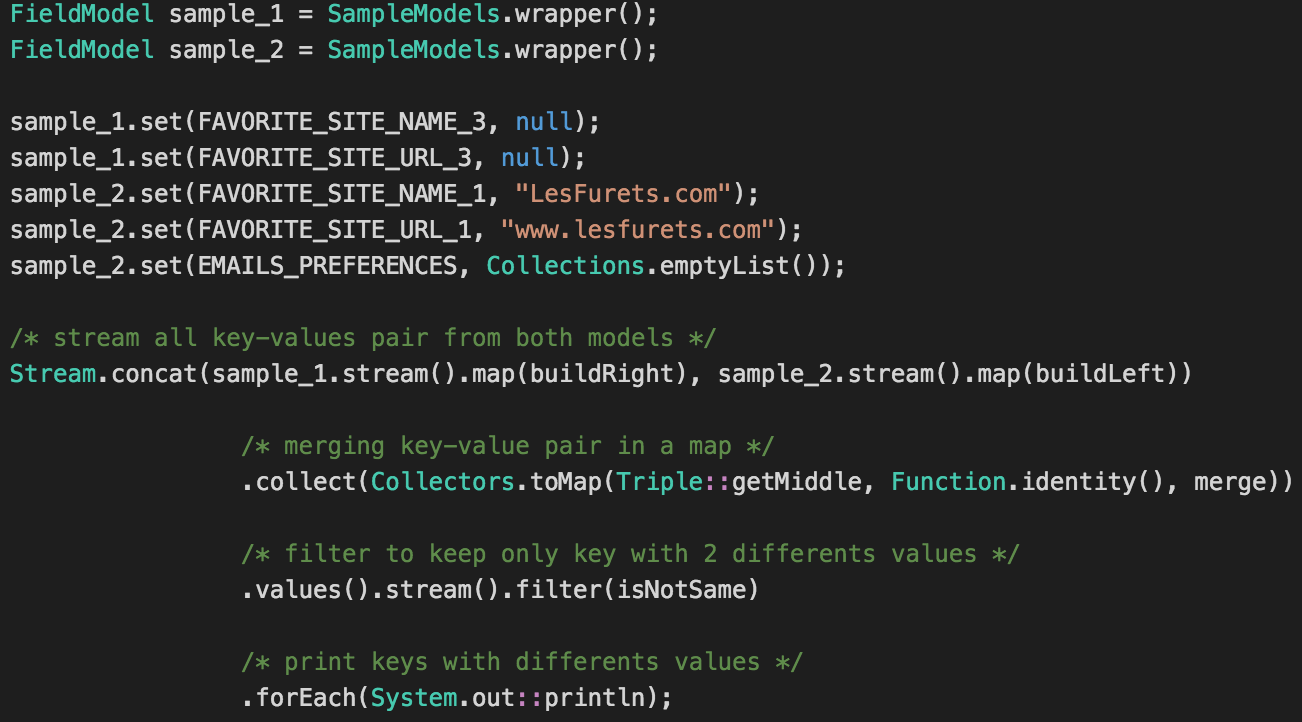 FieldModel sample_1 = SampleModels.wrapper();
FieldModel sample_2 = SampleModels.wrapper();
sample_1.set(FAVORITE_SITE_NAME_3, null);
sample_1.set(FAVORITE_SITE_URL_3, null);
sample_2.set(FAVORITE_SITE_NAME_1, "LesFurets.com");
sample_2.set(FAVORITE_SITE_URL_1, "www.lesfurets.com");
sample_2.set(EMAILS_PREFERENCES, Collections.emptyList());
/* stream all key-values pair from both models */
Stream.concat(sample_1.stream().map(buildRight), sample_2.stream().map(buildLeft))
/* merging key-value pair in a map */
.collect(Collectors.toMap(Triple::getMiddle, Function.identity(), merge))
/* filter to keep only key with 2 differents values */
.values().stream().filter(isNotSame)
/* print keys with differents values */
.forEach(System.out::println);